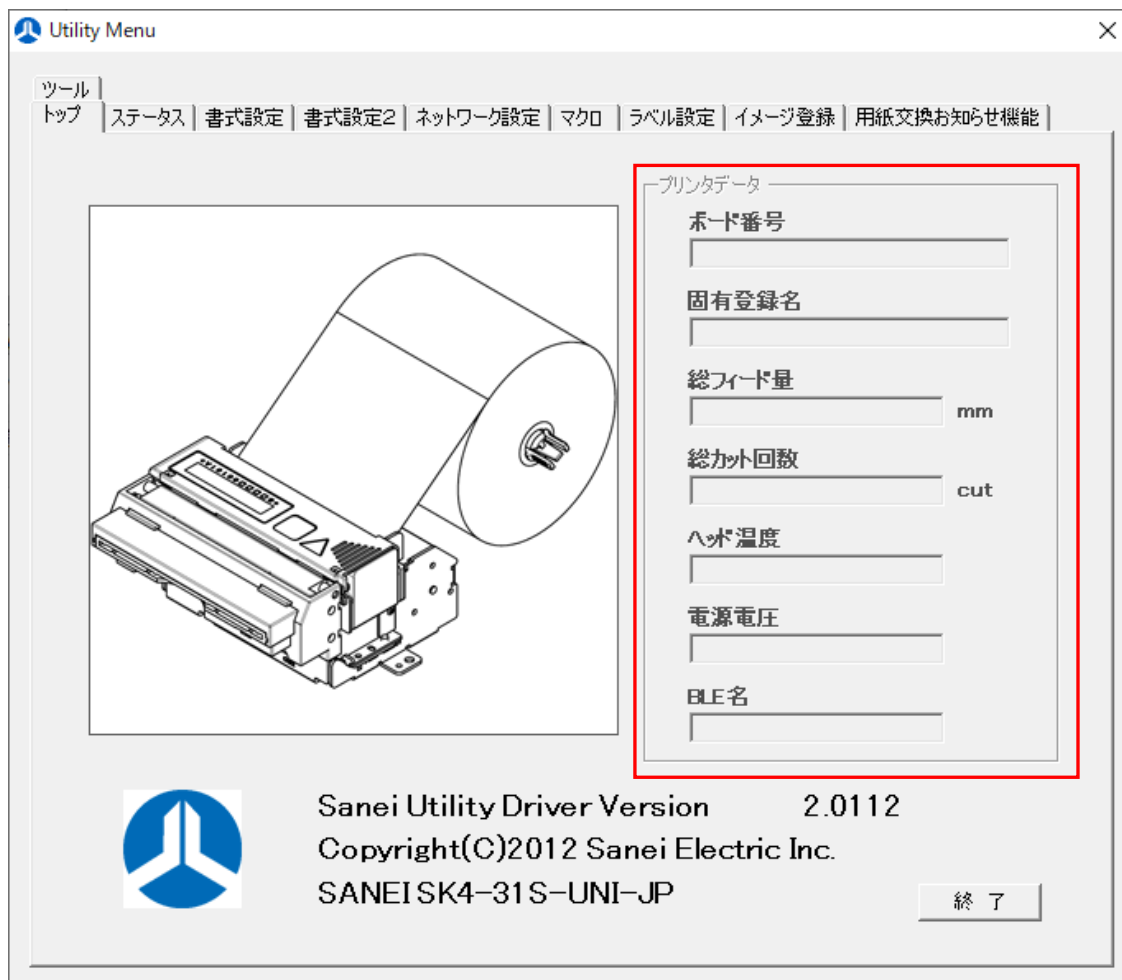 Utility Menu
ツール
トップ ステータス 書式設定 書式設定2 ネットワーク設定 マクロ ラベル設定 イメージ登録 用紙交換お知らせ機能
プリンタデータ
ボード番号
固有登録名
総フィード量
mm
総カット回数
cut
ヘッド温度
電源電圧
BLE名
Sanei Utility Driver Version 2.0112
Copyright(C)2012 Sanei Electric Inc.
SANEI SK4-31S-UNI-JP
終 了